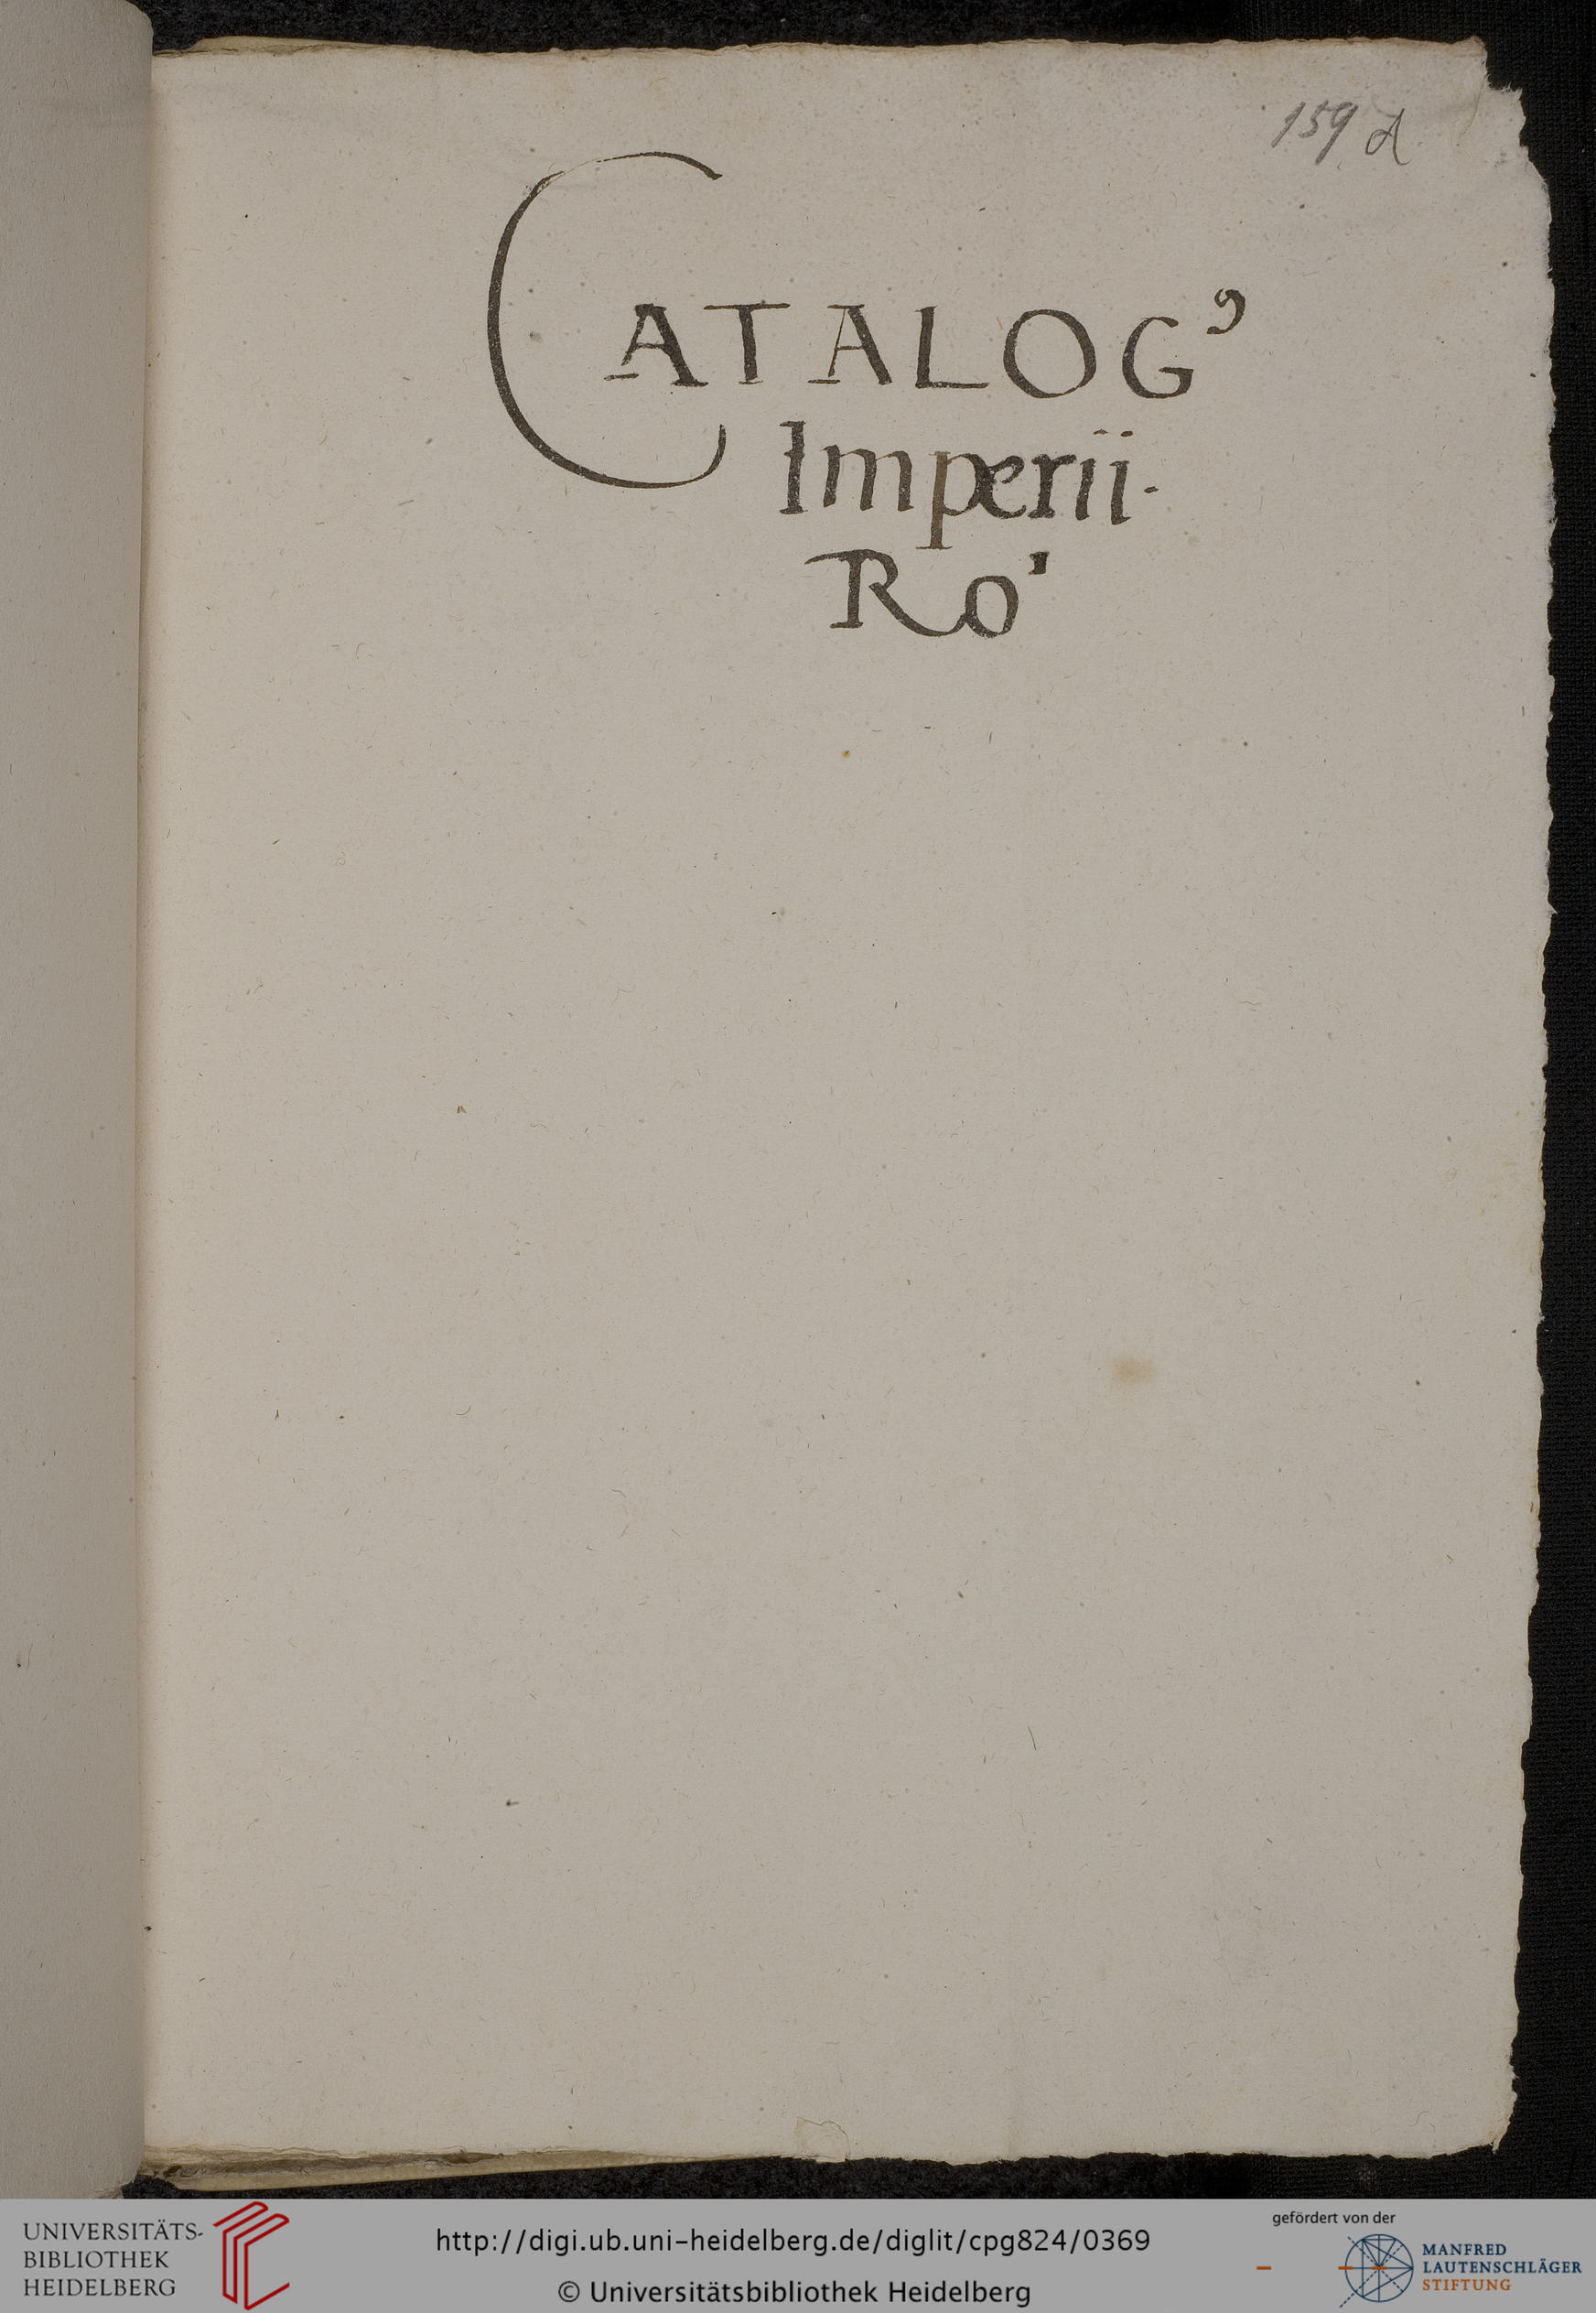 159 d
CATALOGꝰ
Imperii.
Ro'
UNIVERSITÄTS-
BIBLIOTHEK
HEIDELBERG
http://digi.ub.uni-heidelberg.de/diglit/cpg824/0369
© Universitätsbibliothek Heidelberg
gefördert von der
MANFRED
LAUTENSCHLÄGER
STIFTUNG